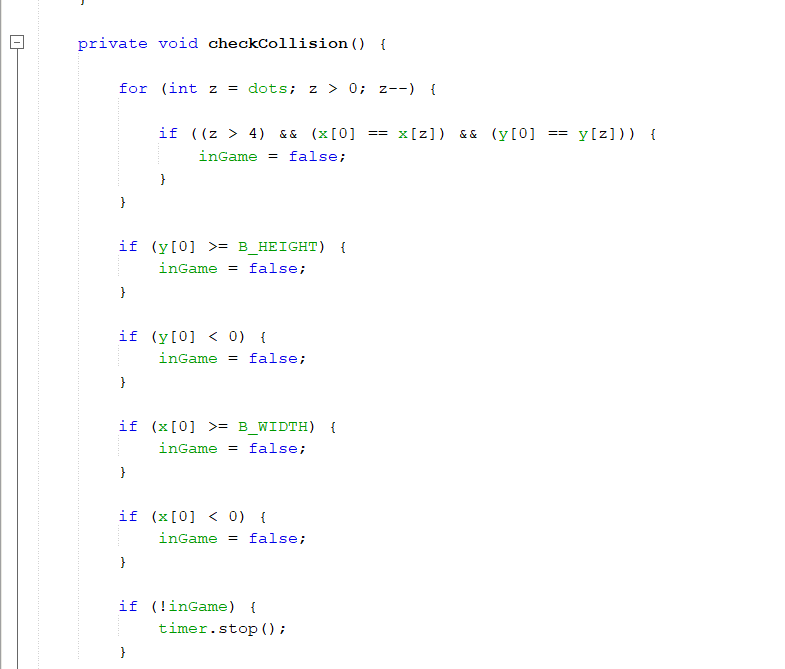 }
private void checkCollision() {
for (int z = dots; z > 0; z--) {
if ((z > 4) && (x[0] == x[z]) && (y[0] == y[z])) {
inGame = false;
}
}
if (y[0] >= B_HEIGHT) {
inGame = false;
}
if (y[0] < 0) {
inGame = false;
}
if (x[0] >= B_WIDTH) {
inGame = false;
}
if (x[0] < 0) {
inGame = false;
}
if (!inGame) {
timer.stop();
}